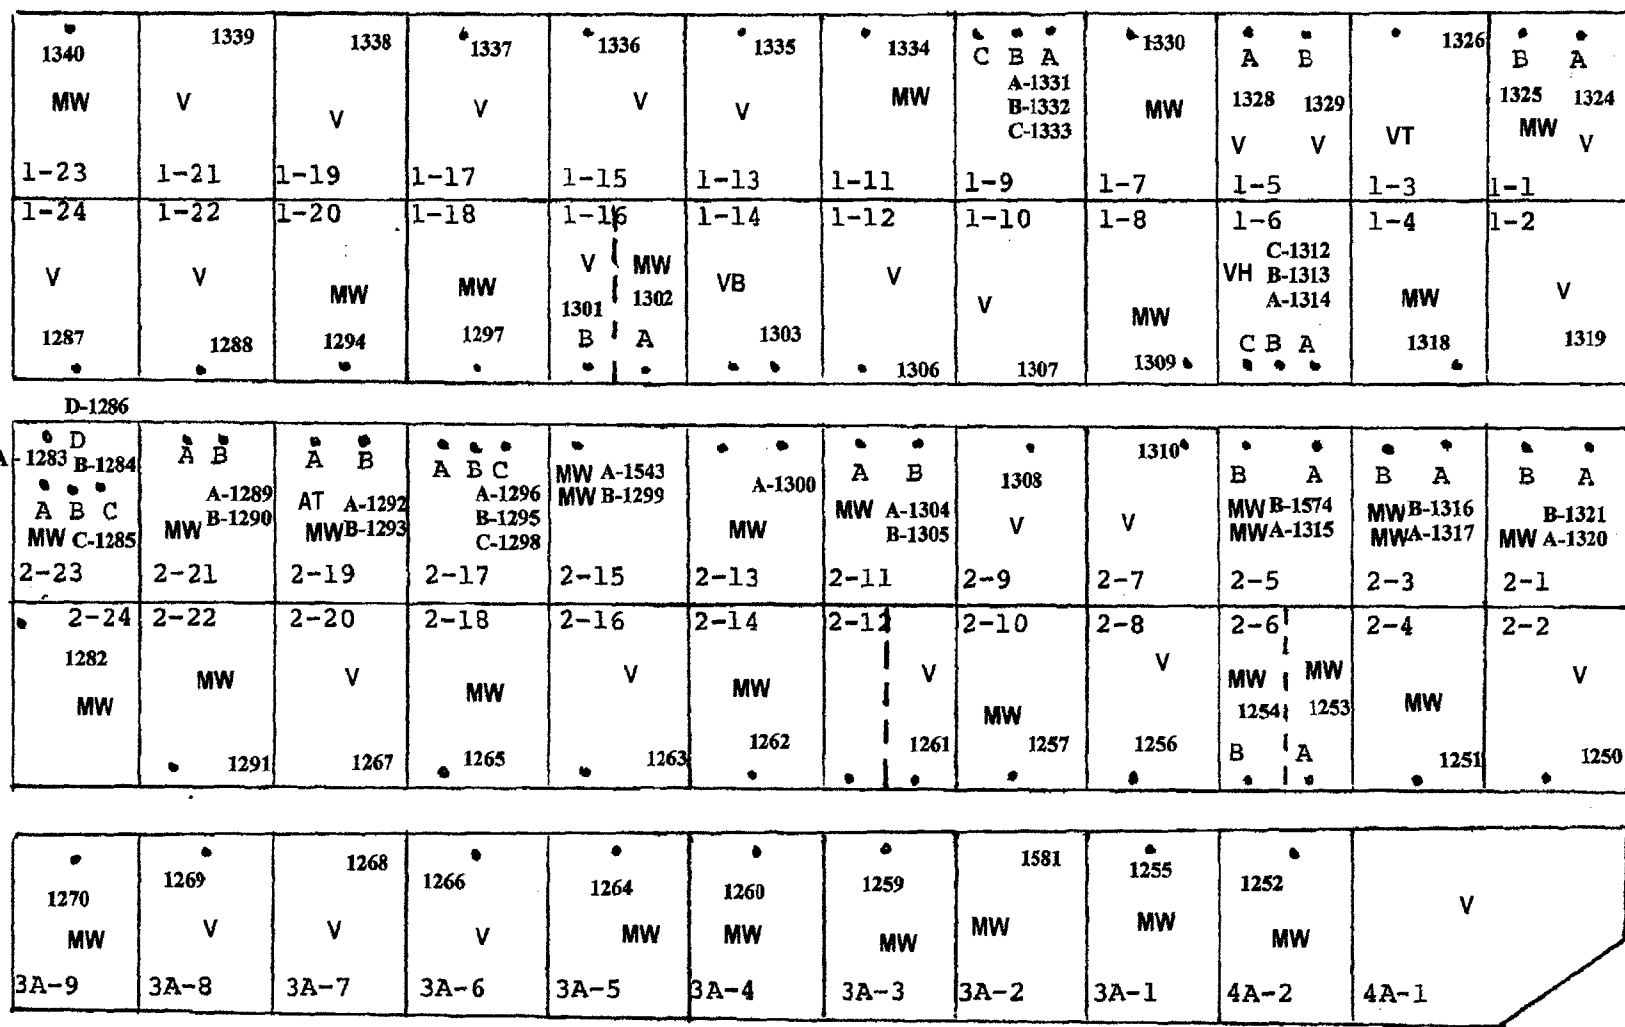 1340 1339 1338 1337 1336 1335 1334 C B A 1330 A B 1326 B A
A-1331
B-1332
C-1333
1328 1329 1325 1324
MW V V V V V MW MW V V VT MW V
1-23 1-21 1-19 1-17 1-15 1-13 1-11 1-9 1-7 1-5 1-3 1-1
1-24 1-22 1-20 1-18 1-16 1-14 1-12 1-10 1-8 1-6 1-4 1-2
C-1312
VH B-1313
A-1314
V V MW MW V MW VB V V MW MW V
1301 1302
1287 1288 1294 1297 B A 1303 1306 1307 1309 C B A 1318 1319
D-1286
D
A-1283 B-1284
A B C
MW C-1285
A B
A-1289
MW B-1290
A B
AT A-1292
MW B-1293
A B C
A-1296
B-1295
C-1298
MW A-1543
MW B-1299
A-1300
MW
A B
MW A-1304
B-1305
1308
V
1310
V
B A
MW B-1574
MW A-1315
B A
MW B-1316
MW A-1317
B A
B-1321
MW A-1320
2-23 2-21 2-19 2-17 2-15 2-13 2-11 2-9 2-7 2-5 2-3 2-1
2-24 2-22 2-20 2-18 2-16 2-14 2-12 2-10 2-8 2-6 2-4 2-2
1282
MW MW V MW V MW V MW V MW MW MW V
1254 1253
1291 1267 1265 1263 1262 1261 1257 1256 B A 1251 1250
1270 1269 1268 1266 1264 1260 1259 1581 1255 1252
MW V V V MW MW MW MW MW MW V
3A-9 3A-8 3A-7 3A-6 3A-5 3A-4 3A-3 3A-2 3A-1 4A-2 4A-1